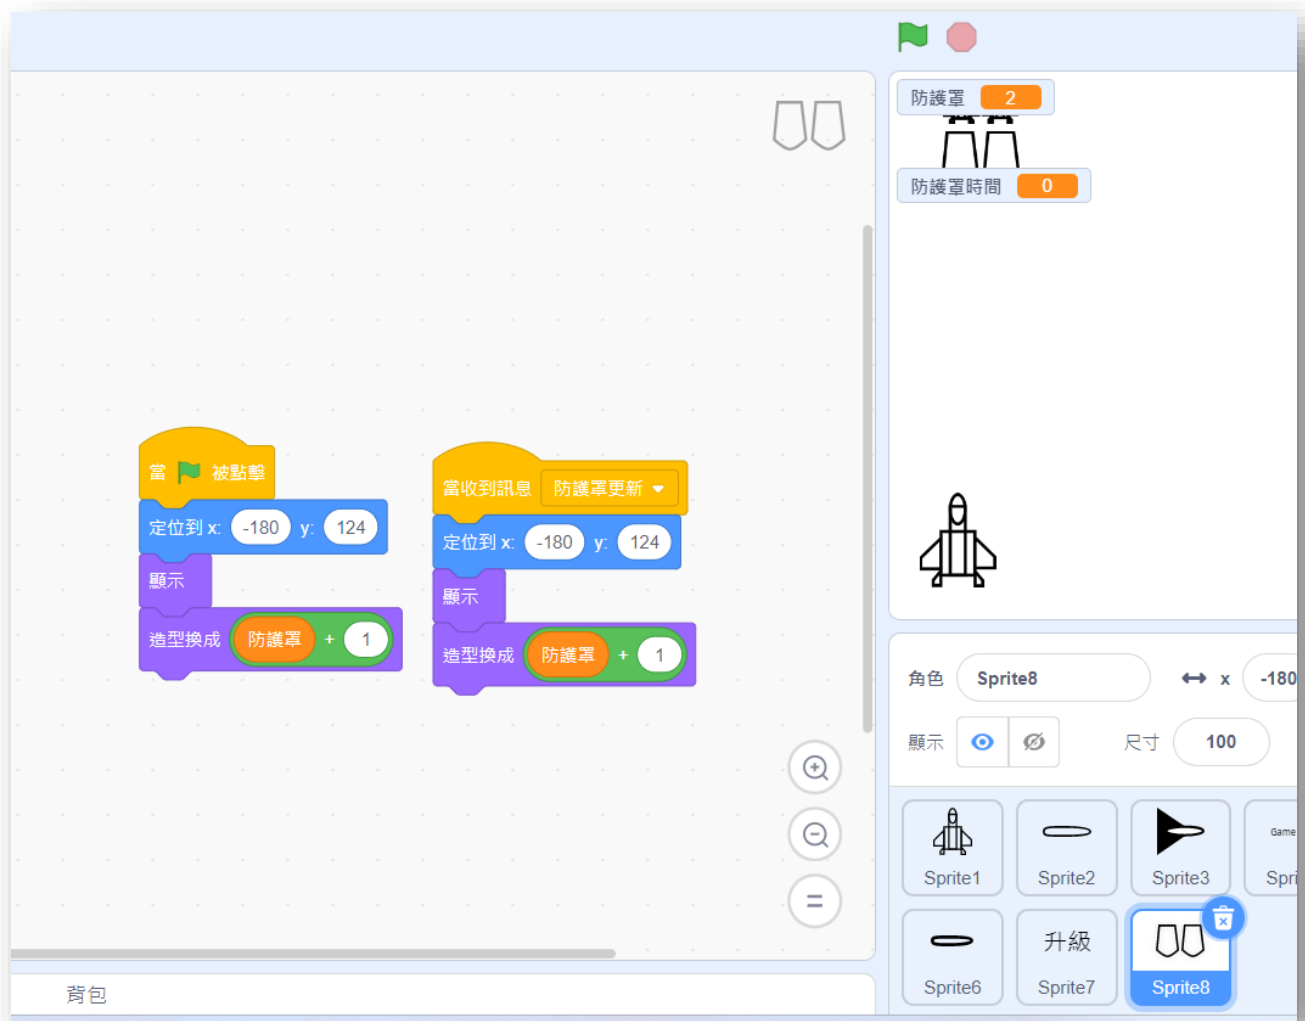 防護罩 2
防護罩時間 0
當 被點擊
定位到 x: -180 y: 124
顯示
造型換成 防護罩 + 1
當收到訊息 防護罩更新
定位到 x: -180 y: 124
顯示
造型換成 防護罩 + 1
背包
角色 Sprite8 x -180
顯示 尺寸 100
Game
Sprite1 Sprite2 Sprite3 Spri
升級
Sprite6 Sprite7 Sprite8